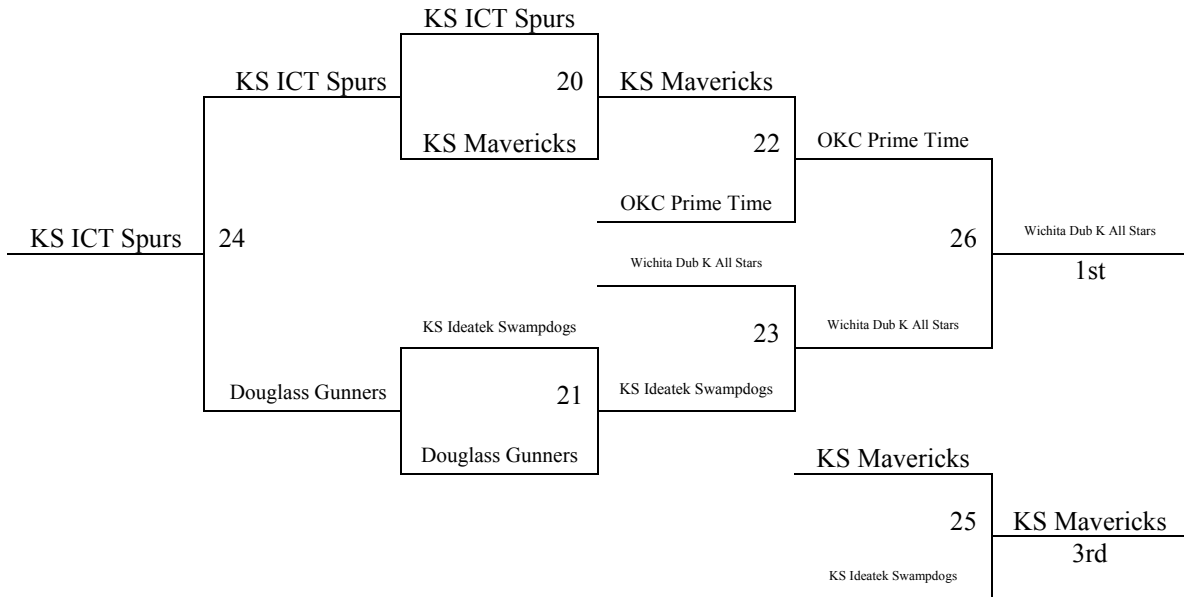 KS ICT Spurs
KS ICT Spurs
20
KS Mavericks
KS Mavericks
22
OKC Prime Time
OKC Prime Time
KS ICT Spurs
24
26
Wichita Dub K All Stars
Wichita Dub K All Stars
1st
KS Ideatek Swampdogs
23
Wichita Dub K All Stars
Douglass Gunners
21
KS Ideatek Swampdogs
Douglass Gunners
KS Mavericks
25
KS Mavericks
3rd
KS Ideatek Swampdogs